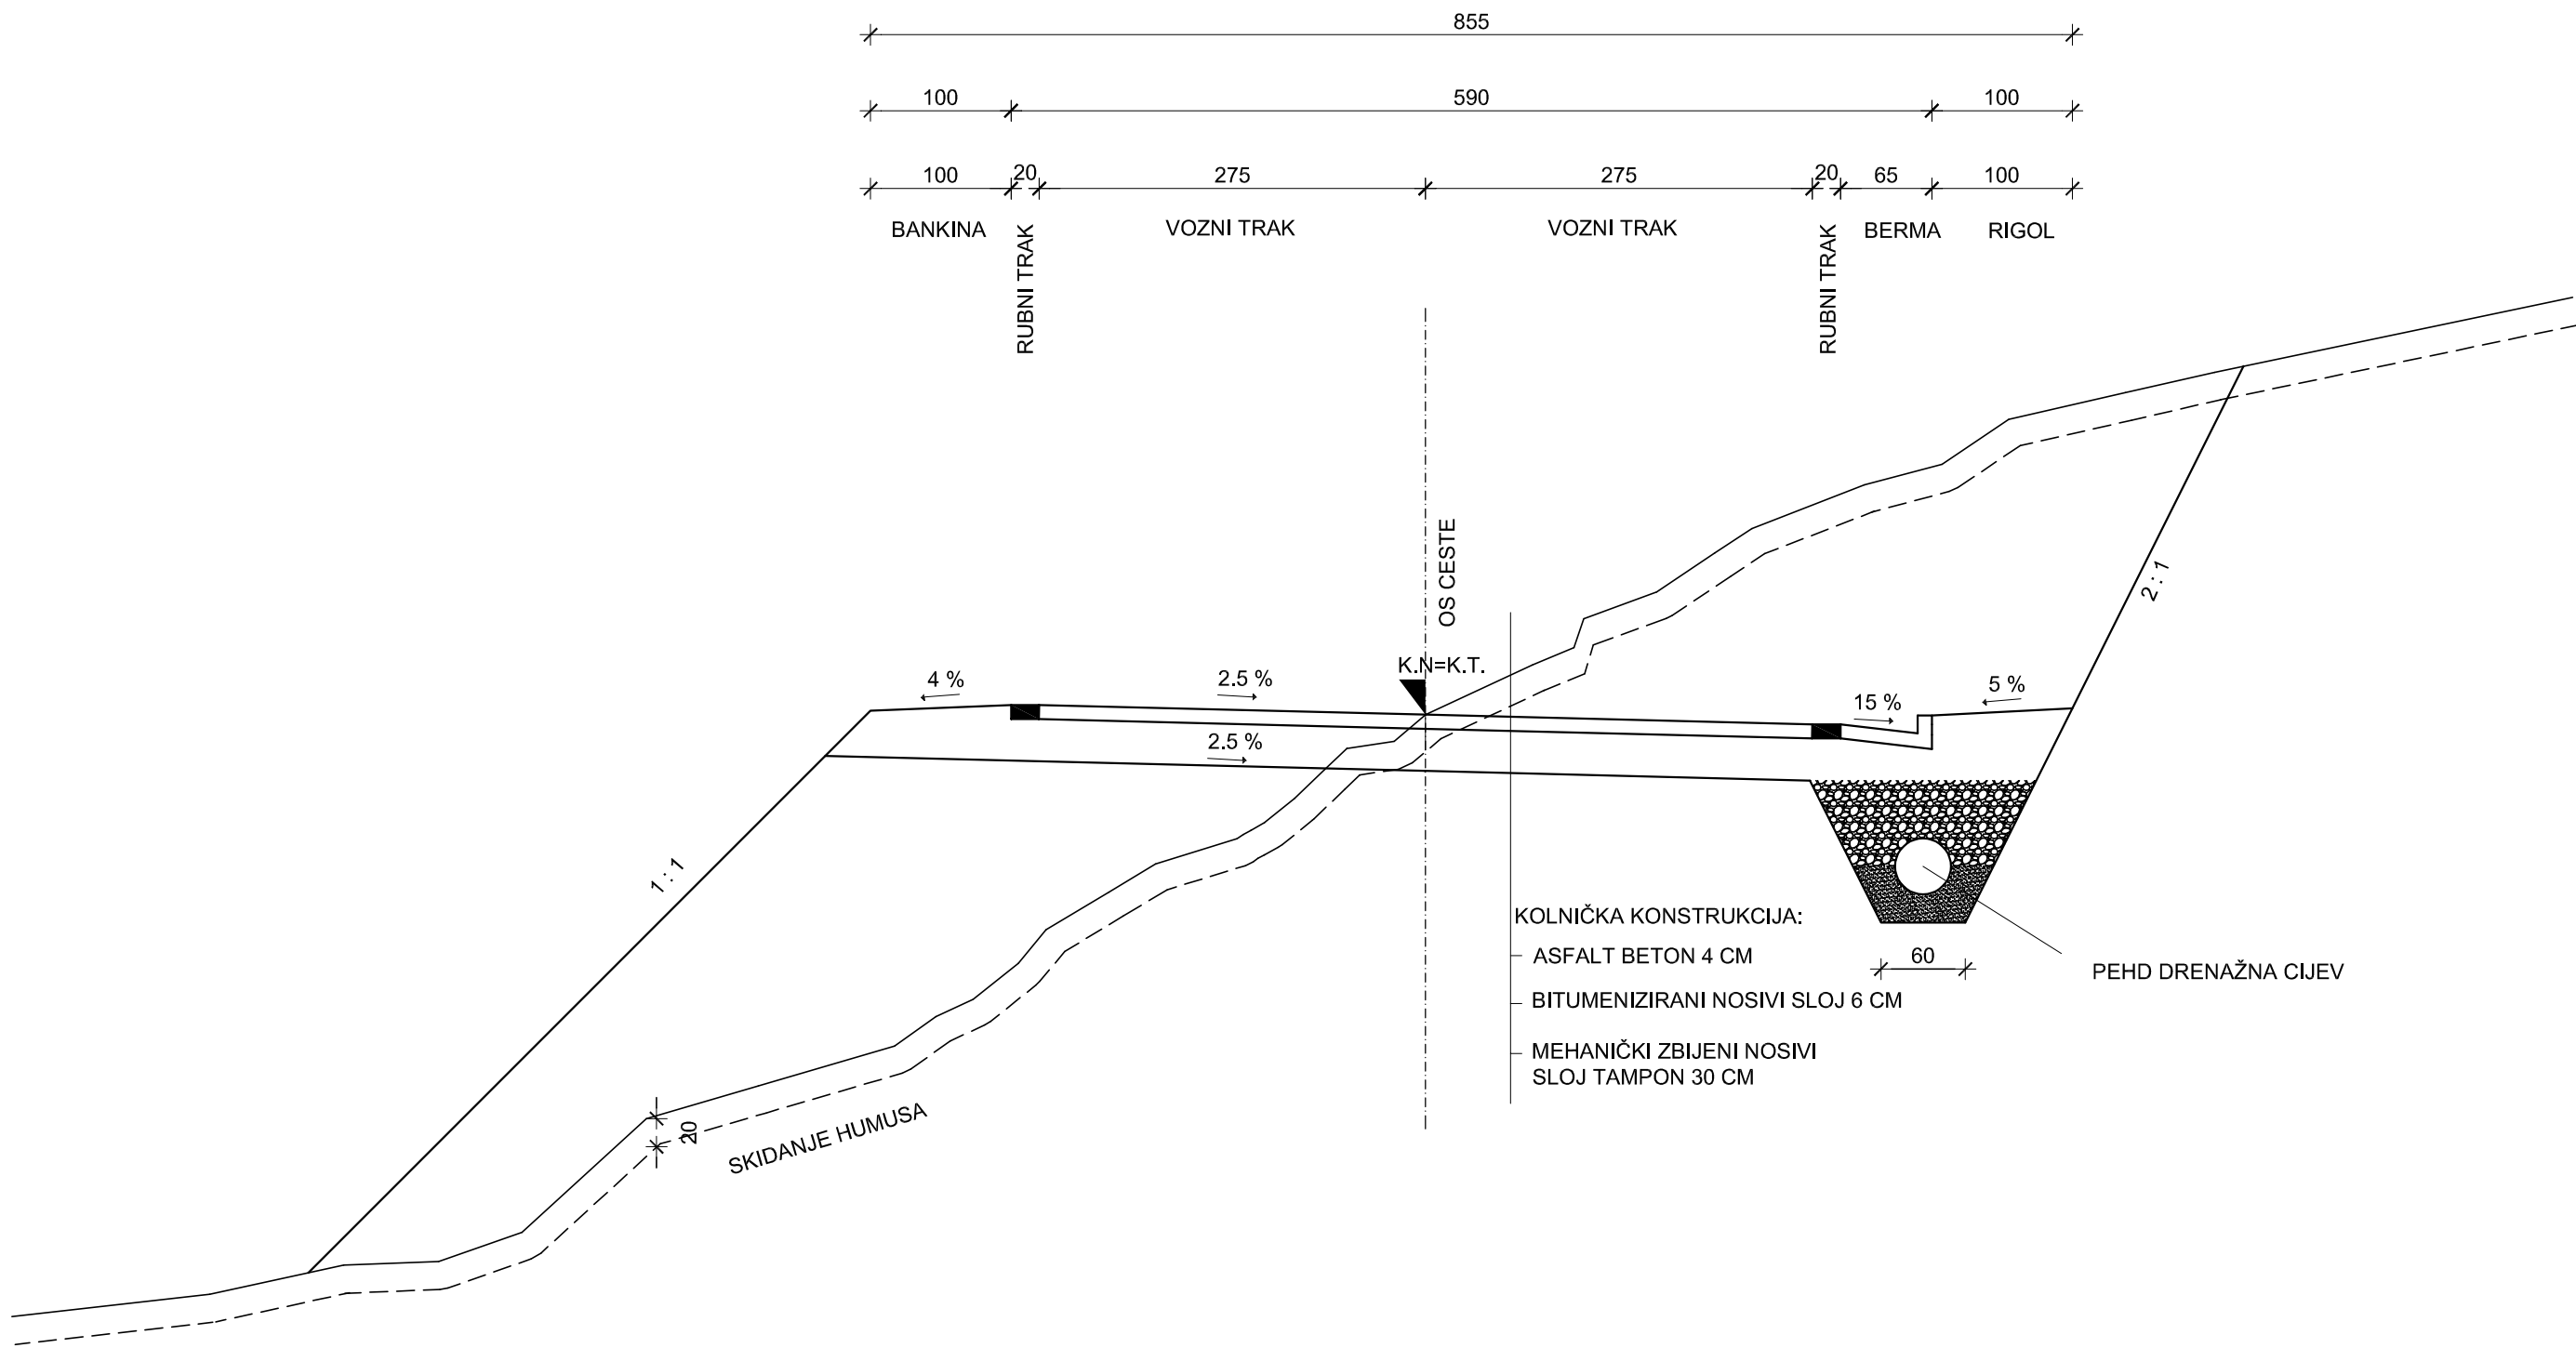 855
100 590 100
100 20 275 275 20 65 100
BANKINA
RUBNI TRAK
VOZNI TRAK
VOZNI TRAK
RUBNI TRAK
BERMA
RIGOL
OS CESTE
K.N=K.T.
4 %
2.5 %
15 %
5 %
2.5 %
2 : 1
1 : 1
KOLNIČKA KONSTRUKCIJA:
ASFALT BETON 4 CM
BITUMENIZIRANI NOSIVI SLOJ 6 CM
MEHANIČKI ZBIJENI NOSIVI
SLOJ TAMPON 30 CM
60
PEHD DRENAŽNA CIJEV
20
SKIDANJE HUMUSA